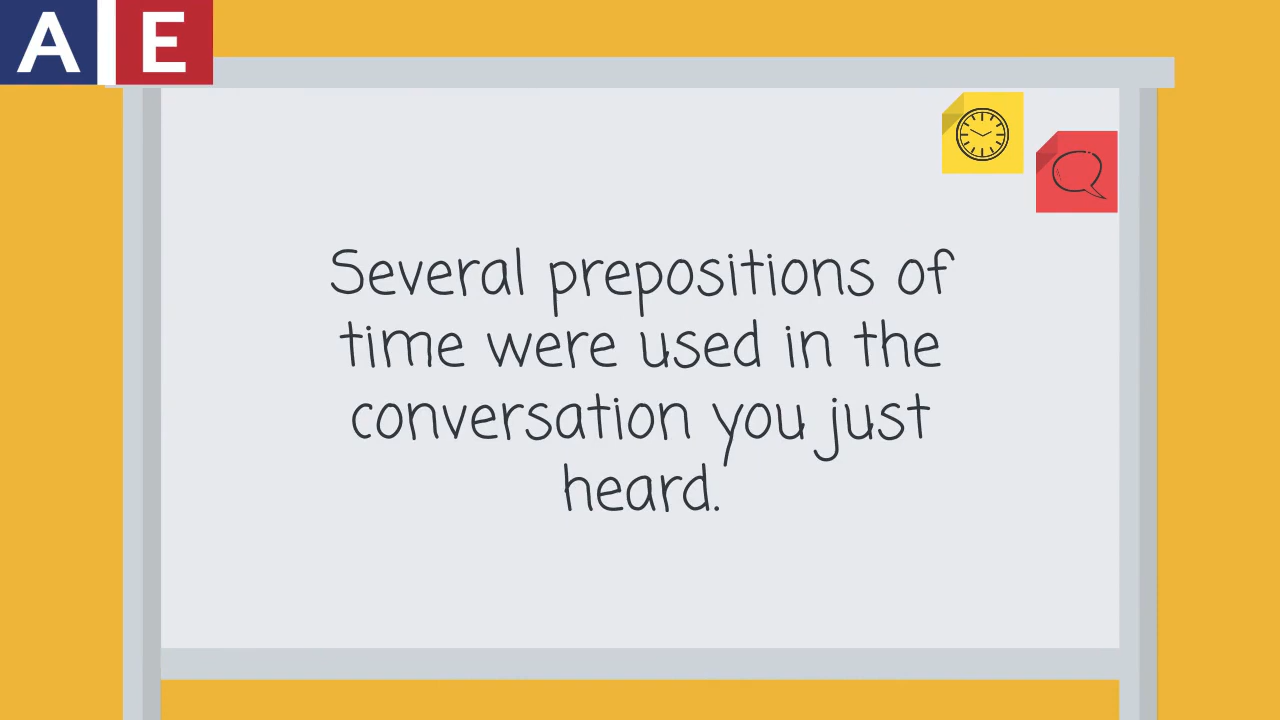 A E
Several prepositions of
time were used in the
conversation you just
heard.